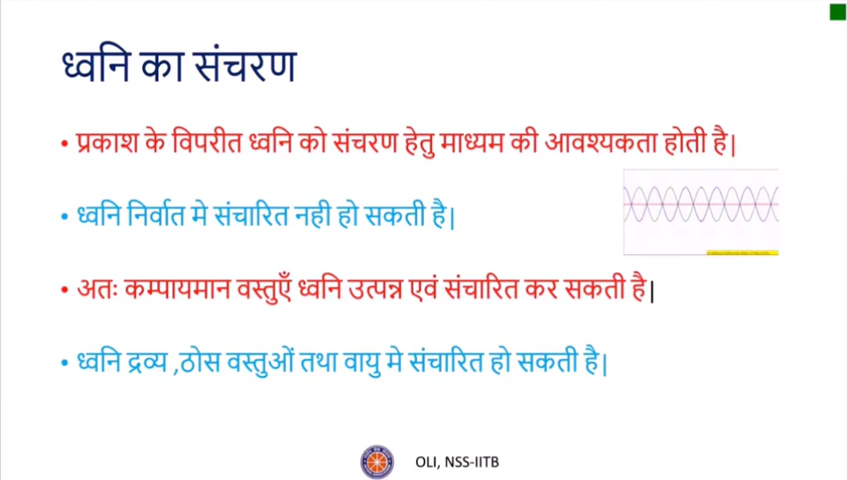 ध्वनि का संचरण
• प्रकाश के विपरीत ध्वनि को संचरण हेतु माध्यम की आवश्यकता होती है|
• ध्वनि निर्वात मे संचारित नही हो सकती है|
• अतः कम्पायमान वस्तुएँ ध्वनि उत्पन्न एवं संचारित कर सकती है|
• ध्वनि द्रव्य ,ठोस वस्तुओं तथा वायु मे संचारित हो सकती है|
OLI, NSS-IITB